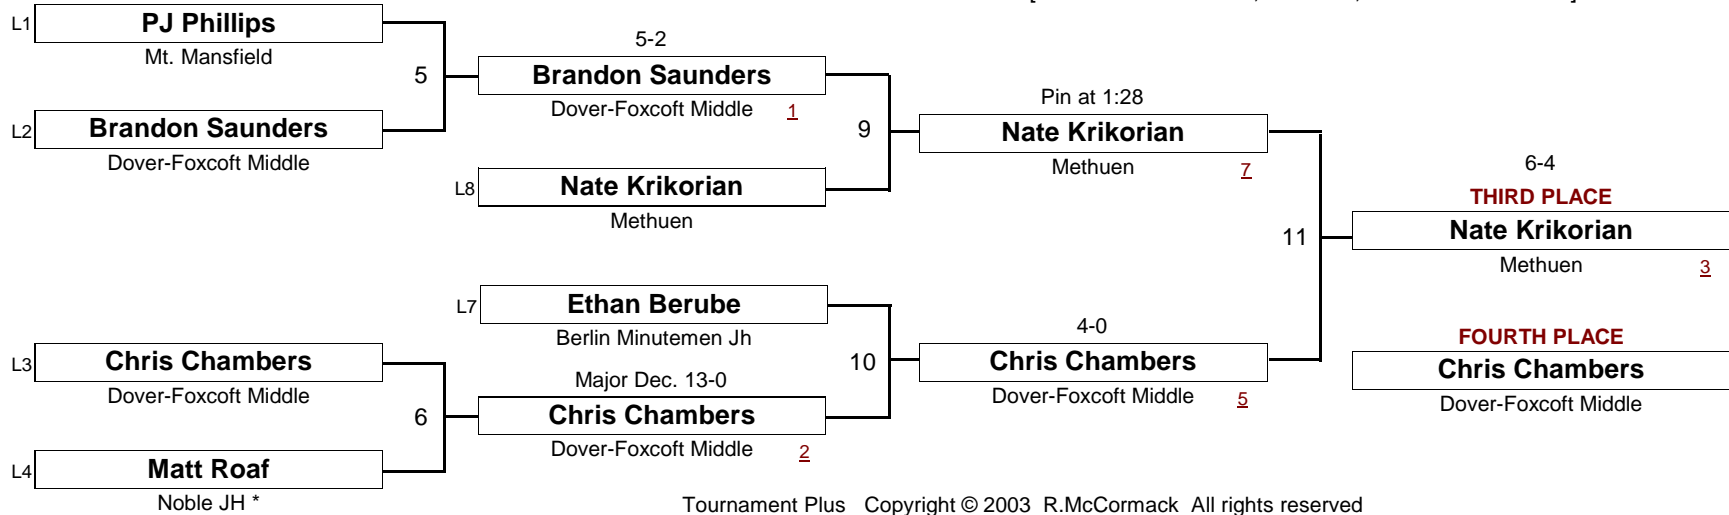 L1
PJ Phillips
Mt. Mansfield
5
L2
Brandon Saunders
Dover-Foxcoft Middle
5-2
Brandon Saunders
Dover-Foxcoft Middle 1
9
L8
Nate Krikorian
Methuen
Pin at 1:28
Nate Krikorian
Methuen 7
11
6-4
THIRD PLACE
Nate Krikorian
Methuen 3
L7
Ethan Berube
Berlin Minutemen Jh
10
L3
Chris Chambers
Dover-Foxcoft Middle
6
L4
Matt Roaf
Noble JH *
Major Dec. 13-0
Chris Chambers
Dover-Foxcoft Middle 2
4-0
Chris Chambers
Dover-Foxcoft Middle 5
FOURTH PLACE
Chris Chambers
Dover-Foxcoft Middle
Tournament Plus Copyright © 2003 R.McCormack All rights reserved